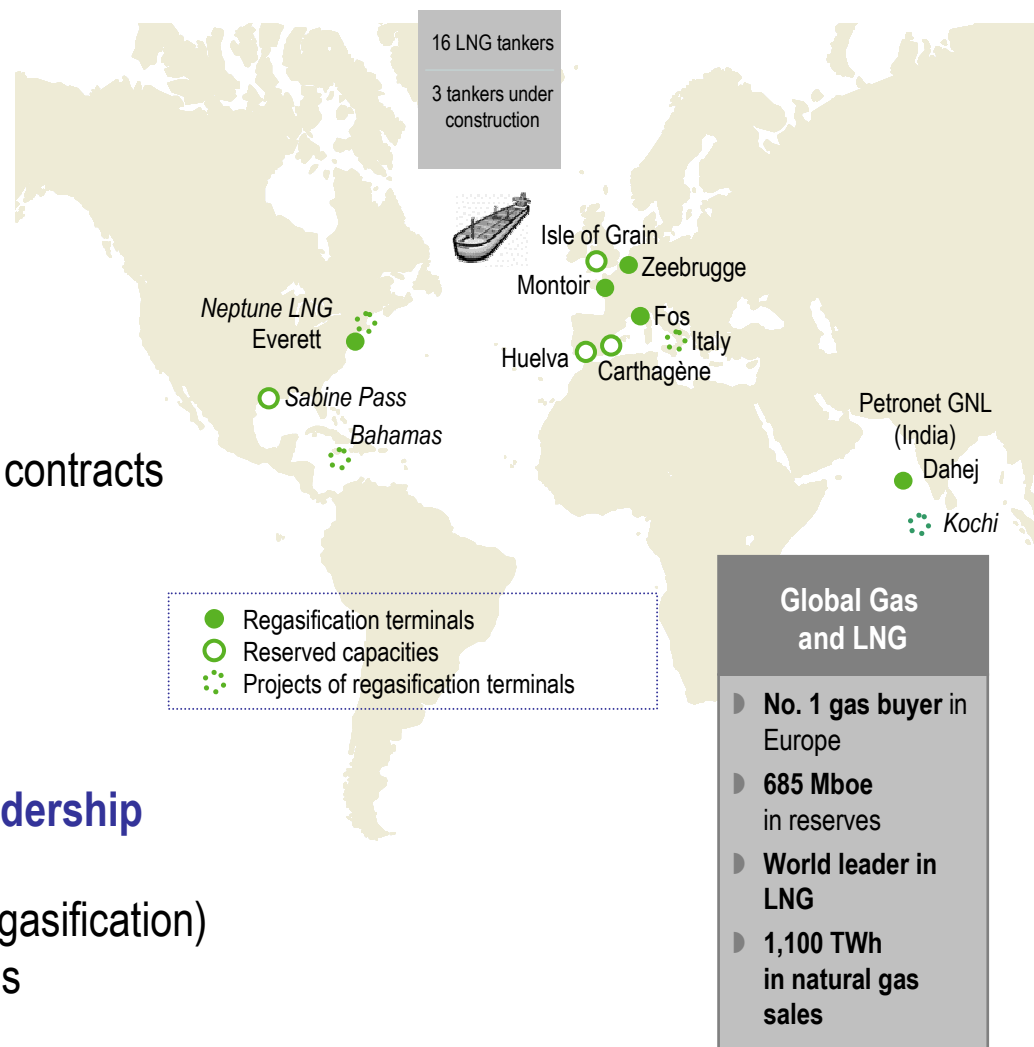 16 LNG tankers
3 tankers under
construction
Isle of Grain
Zeebrugge
Montoir
Neptune LNG
Everett
Fos
Italy
Huelva
Carthagène
Sabine Pass
Bahamas
Petronet GNL
(India)
Dahej
Kochi
contracts
Regasification terminals
Reserved capacities
Projects of regasification terminals
dership
gasification)
s
Global Gas
and LNG
No. 1 gas buyer in
Europe
685 Mboe
in reserves
World leader in
LNG
1,100 TWh
in natural gas
sales